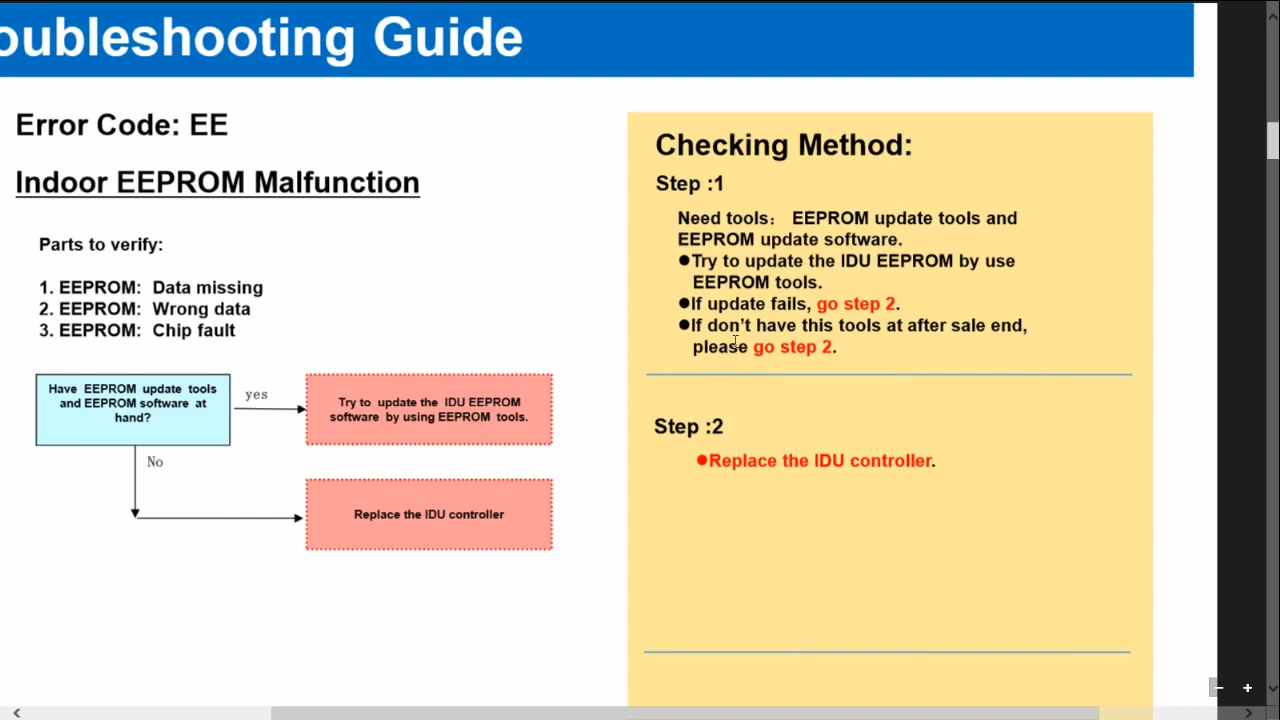 oubleshooting Guide
Error Code: EE
Indoor EEPROM Malfunction
Parts to verify:
1. EEPROM: Data missing
2. EEPROM: Wrong data
3. EEPROM: Chip fault
Have EEPROM update tools
and EEPROM software at
hand?
yes
Try to update the IDU EEPROM
software by using EEPROM tools.
No
Replace the IDU controller
Checking Method:
Step :1
Need tools： EEPROM update tools and
EEPROM update software.
●Try to update the IDU EEPROM by use
EEPROM tools.
●If update fails, go step 2.
●If don’t have this tools at after sale end,
please go step 2.
Step :2
●Replace the IDU controller.